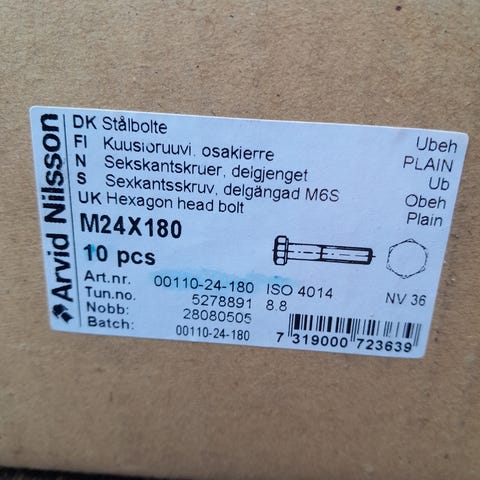 Arvid Nilsson
DK Stålbolte Ubeh
FI Kuusioruuvi, osakierre PLAIN
N Sekskantskruer, delgjenget Ub
S Sexkantsskruv, delgängad M6S Obeh
UK Hexagon head bolt Plain
M24X180
10 pcs
Art.nr. 00110-24-180 ISO 4014
Tun.no. 5278891 8.8 NV 36
Nobb: 28080505
Batch: 00110-24-180
7 319000 723639